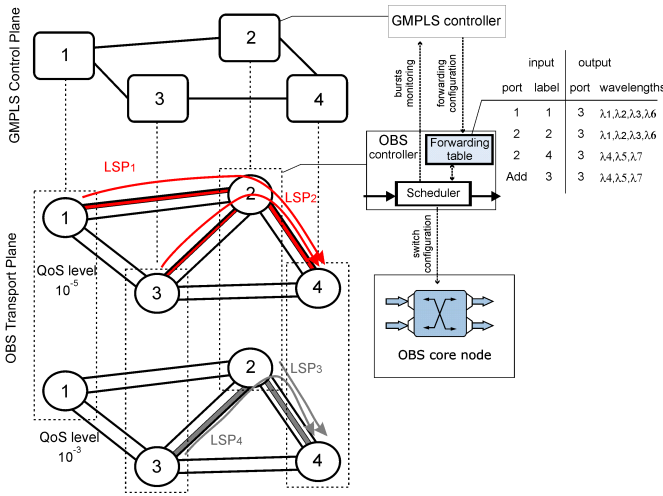 GMPLS Control Plane
1
2
3
4
GMPLS controller
bursts monitoring
forwarding configuration
input output
port label port wavelengths
1 1 3 λ1,λ2,λ3,λ6
2 2 3 λ1,λ2,λ3,λ6
2 4 3 λ4,λ5,λ7
Add 3 3 λ4,λ5,λ7
OBS controller
Forwarding table
Scheduler
switch configuration
OBS core node
OBS Transport Plane
LSP1
LSP2
1
2
3
4
QoS level
10-5
1
2
3
4
LSP3
LSP4
QoS level
10-3